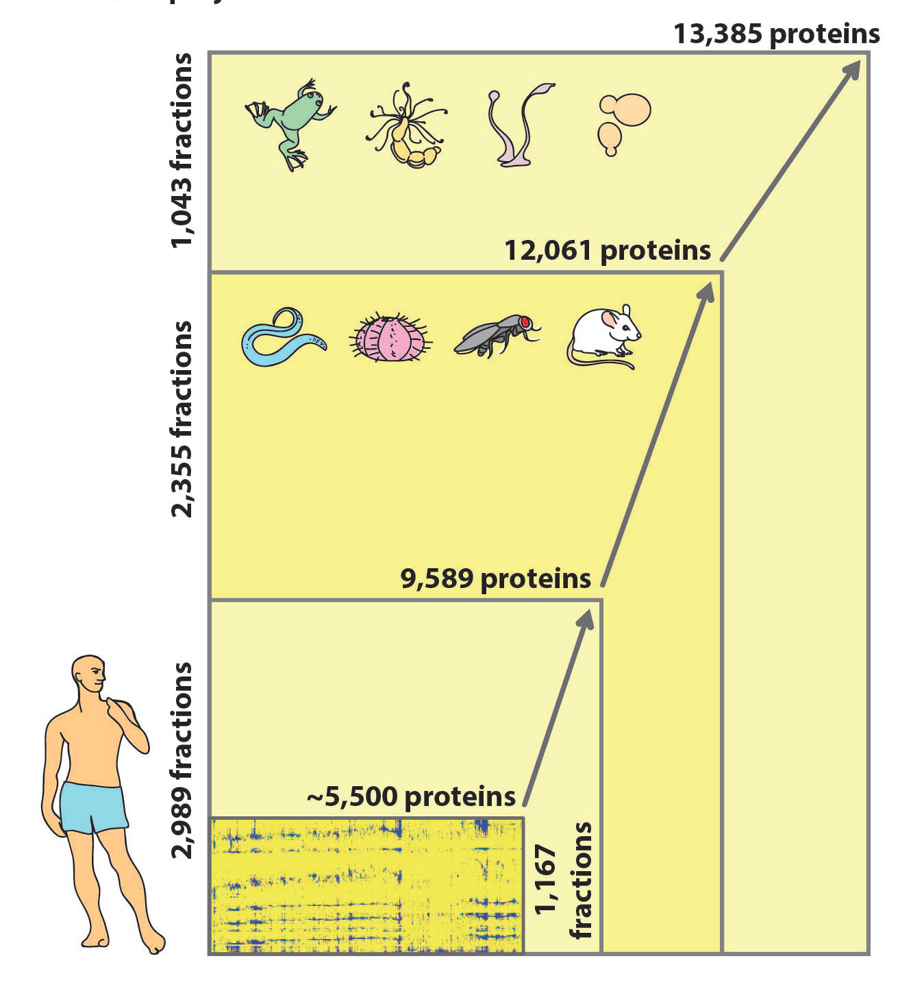 13,385 proteins
1,043 fractions
12,061 proteins
2,355 fractions
9,589 proteins
2,989 fractions
~5,500 proteins
1,167
fractions